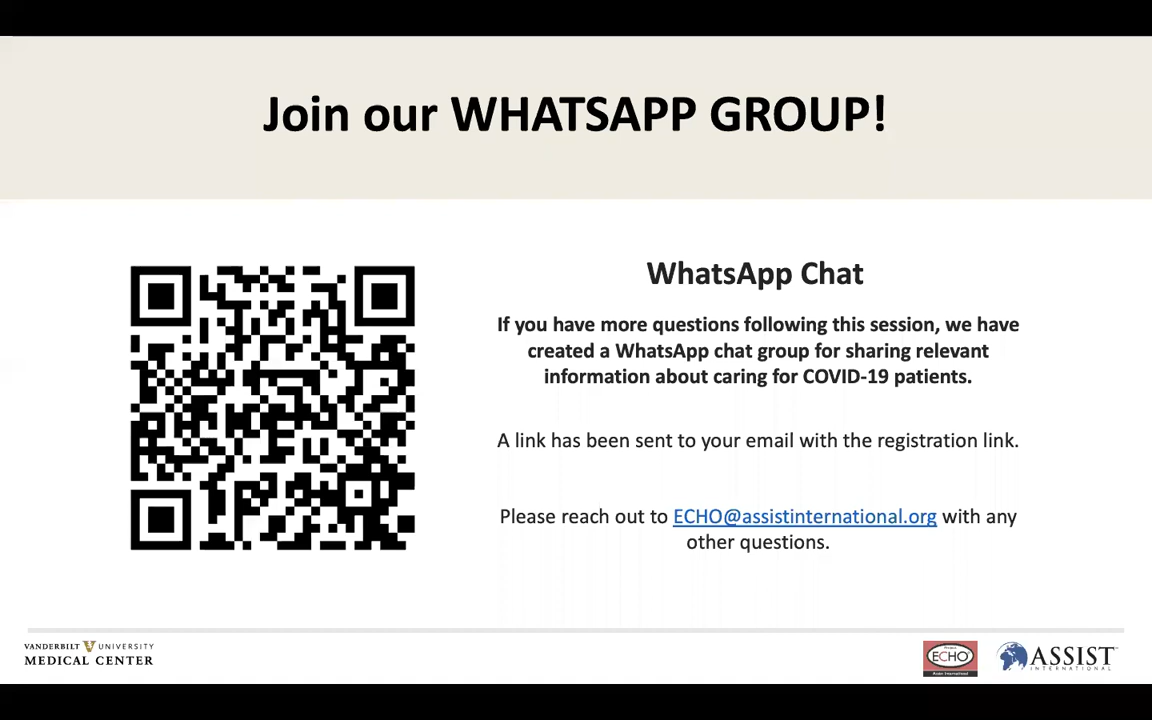 Join our WHATSAPP GROUP!
WhatsApp Chat
If you have more questions following this session, we have
created a WhatsApp chat group for sharing relevant
information about caring for COVID-19 patients.
A link has been sent to your email with the registration link.
Please reach out to ECHO@assistinternational.org with any
other questions.
VANDERBILT UNIVERSITY
MEDICAL CENTER
ECHO
Assist International
ASSIST
INTERNATIONAL